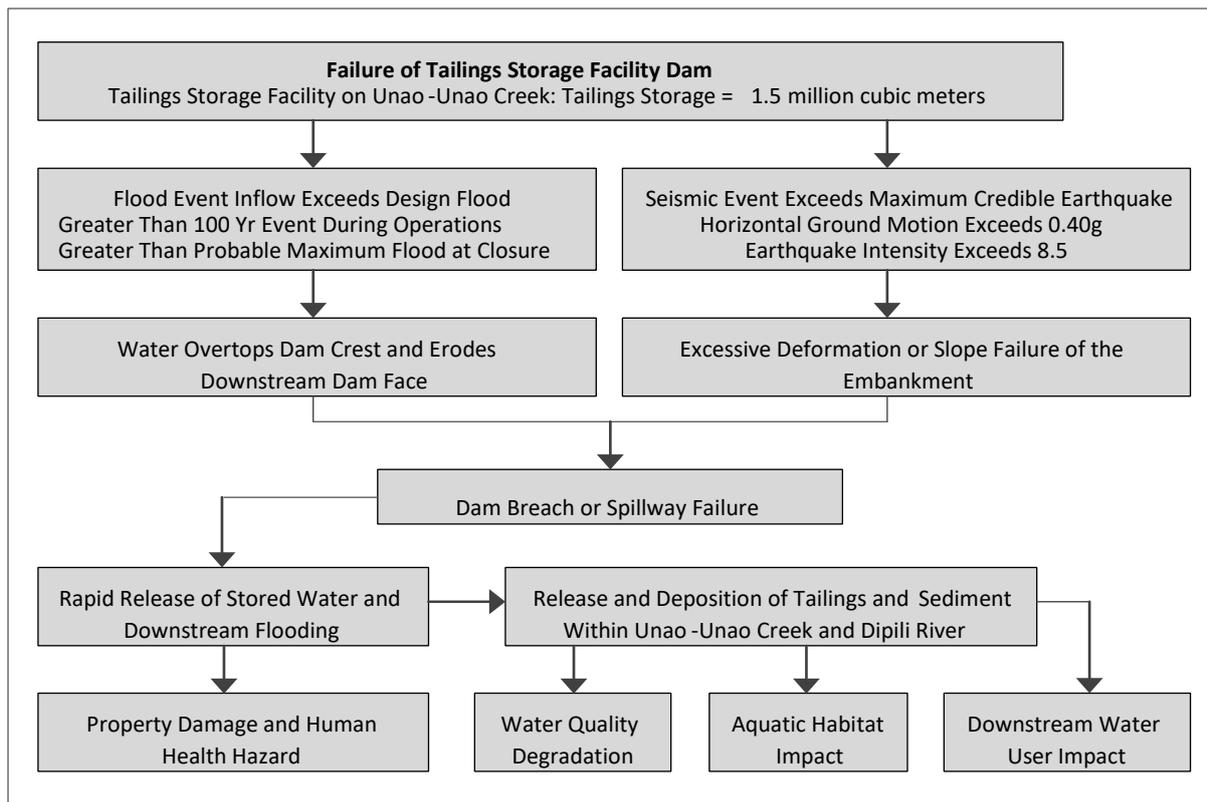 Failure of Tailings Storage Facility Dam
Tailings Storage Facility on Unao -Unao Creek: Tailings Storage = 1.5 million cubic meters
Flood Event Inflow Exceeds Design Flood
Greater Than 100 Yr Event During Operations
Greater Than Probable Maximum Flood at Closure
Seismic Event Exceeds Maximum Credible Earthquake
Horizontal Ground Motion Exceeds 0.40g
Earthquake Intensity Exceeds 8.5
Water Overtops Dam Crest and Erodes
Downstream Dam Face
Excessive Deformation or Slope Failure of the
Embankment
Dam Breach or Spillway Failure
Rapid Release of Stored Water and
Downstream Flooding
Release and Deposition of Tailings and Sediment
Within Unao -Unao Creek and Dipili River
Property Damage and Human
Health Hazard
Water Quality
Degradation
Aquatic Habitat
Impact
Downstream Water
User Impact